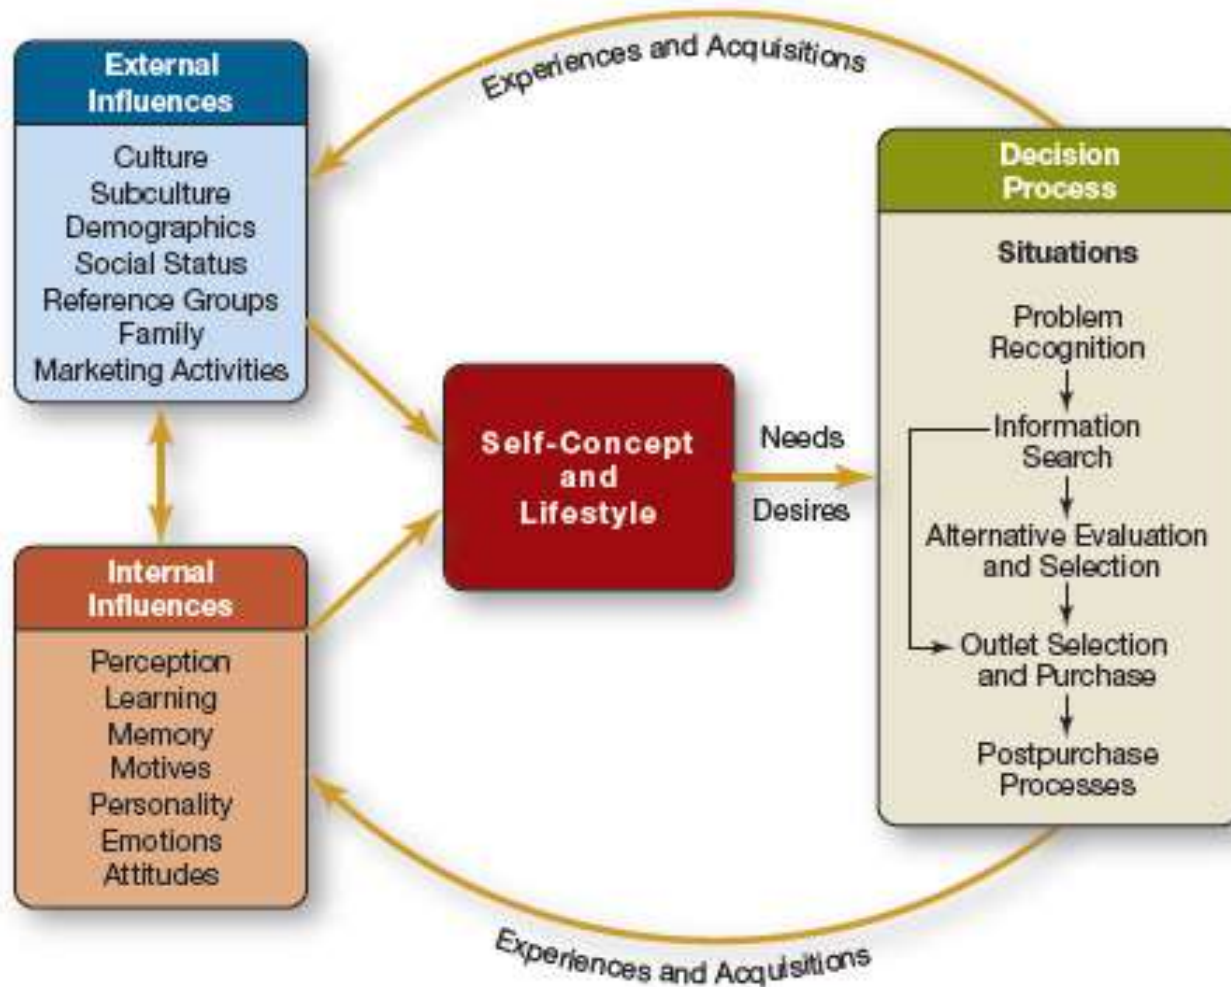 Experiences and Acquisitions
External
Influences
Culture
Subculture
Demographics
Social Status
Reference Groups
Family
Marketing Activities
Internal
Influences
Perception
Learning
Memory
Motives
Personality
Emotions
Attitudes
Self-Concept
and
Lifestyle
Needs
Desires
Decision
Process
Situations
Problem
Recognition
Information
Search
Alternative Evaluation
and Selection
Outlet Selection
and Purchase
Postpurchase
Processes
Experiences and Acquisitions